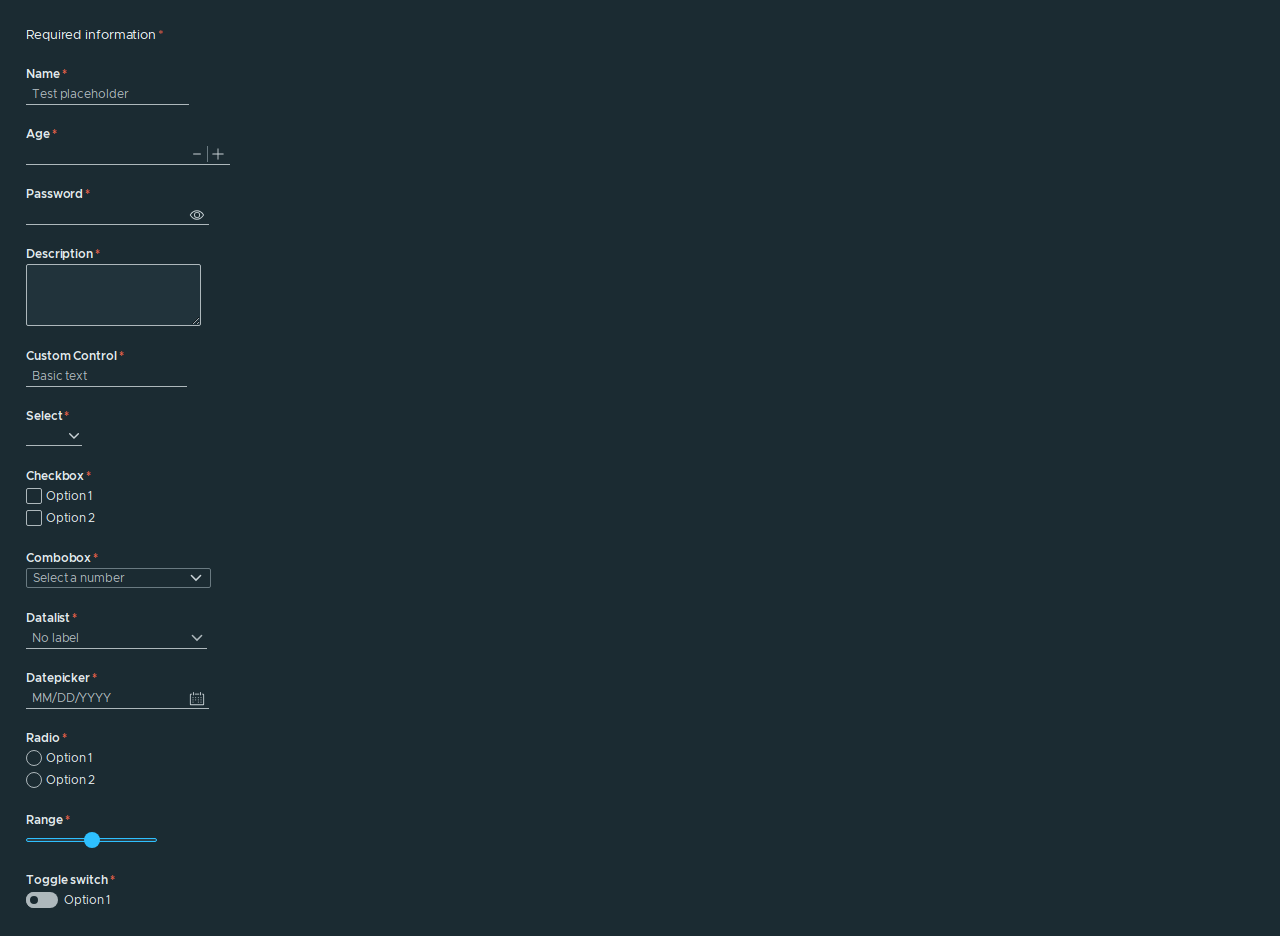 Required information *
Name *
Test placeholder
Age *
Password *
Description *
Custom Control *
Basic text
Select *
Checkbox *
Option 1
Option 2
Combobox *
Select a number
Datalist *
No label
Datepicker *
MM/DD/YYYY
Radio *
Option 1
Option 2
Range *
Toggle switch *
Option 1